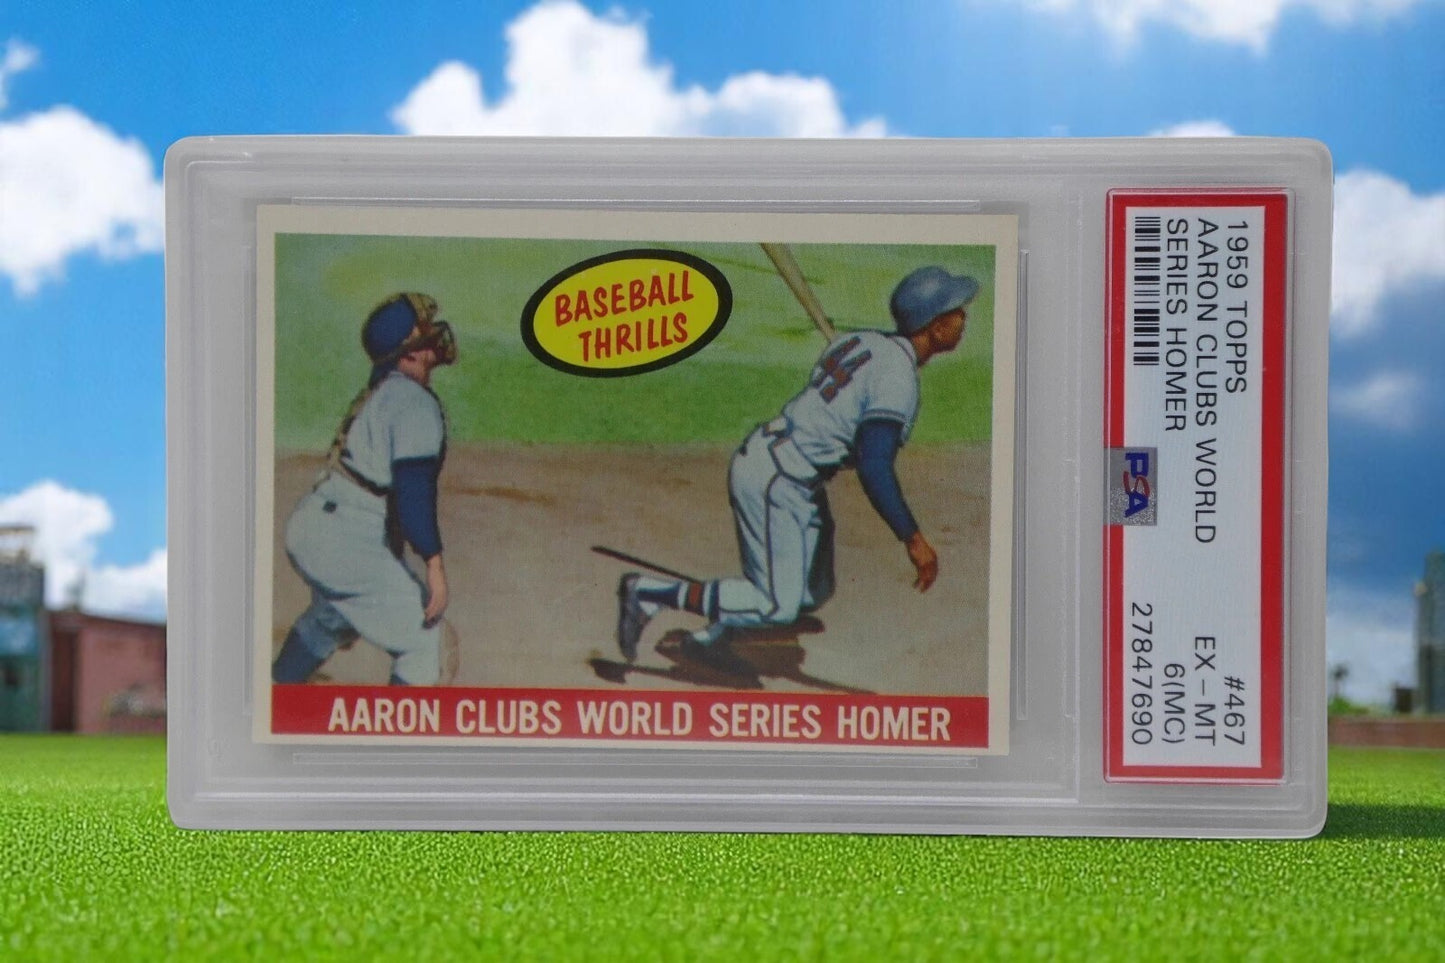 BASEBALL
THRILLS
44
AARON CLUBS WORLD SERIES HOMER
1959 TOPPS
#467
AARON CLUBS WORLD
EX - MT
SERIES HOMER
6(MC)
PSA
27847690